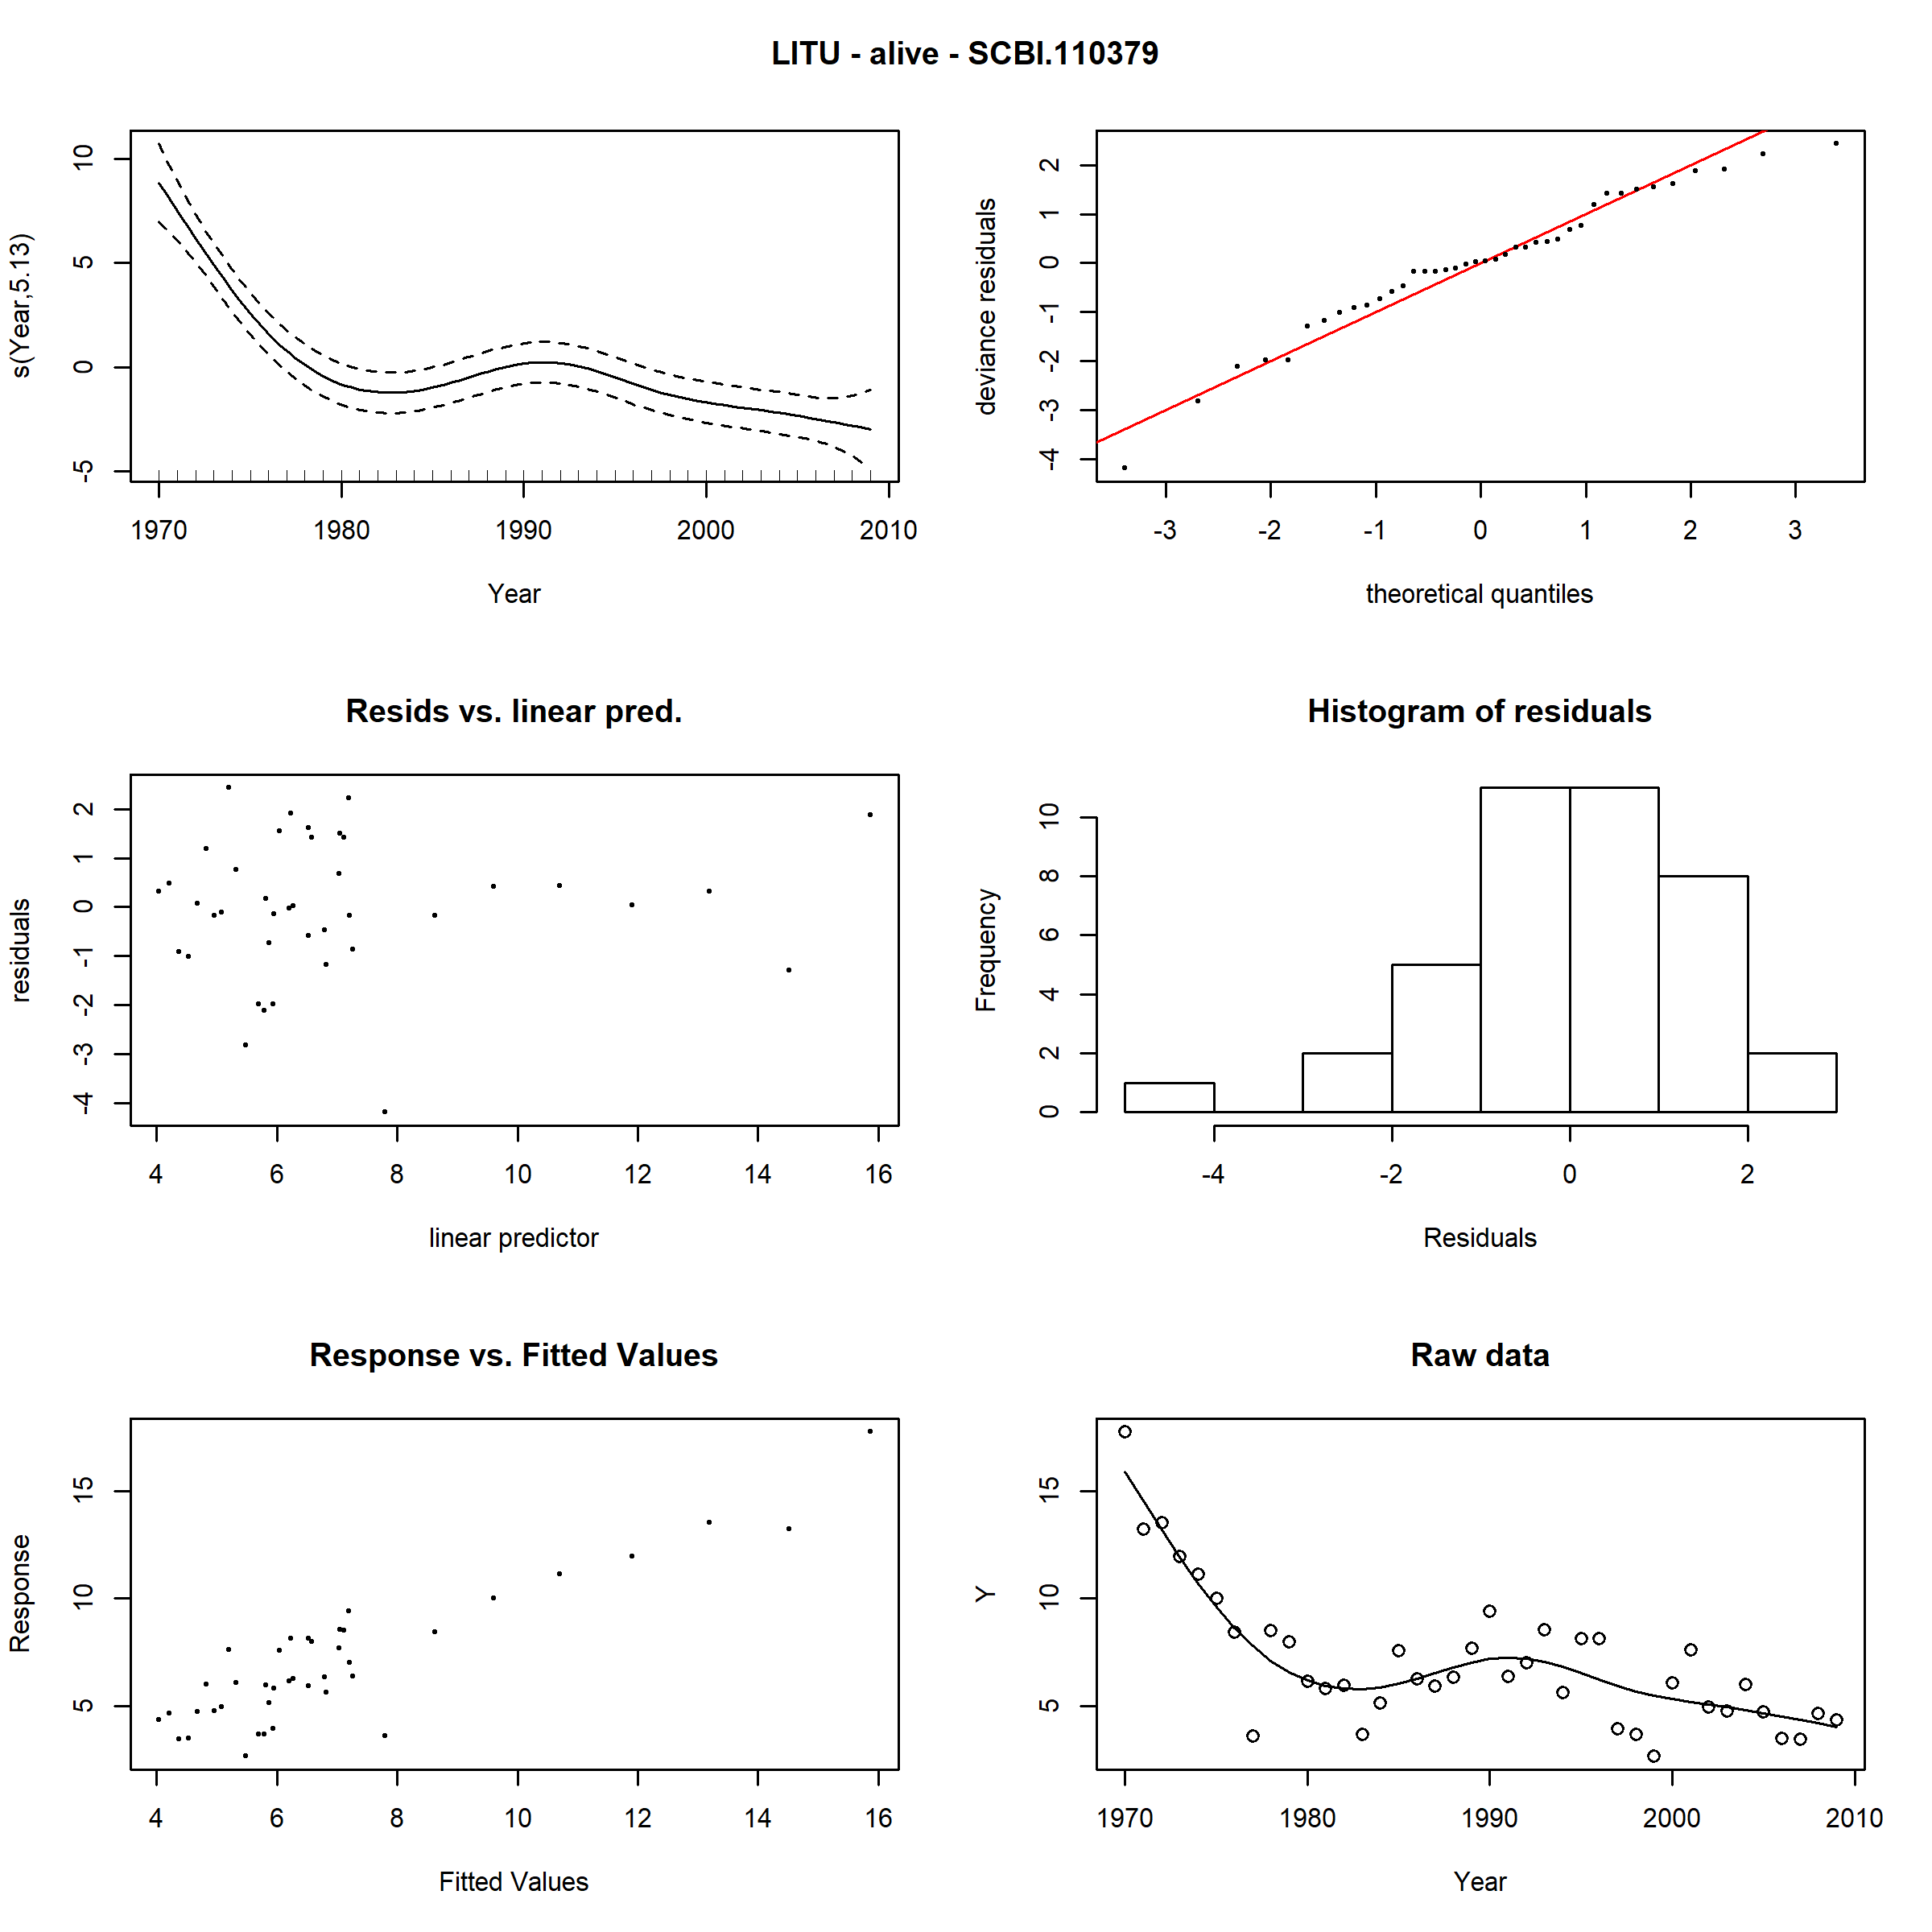 LITU - alive - SCBI.110379
s(Year,5.13)
10
5
0
-5
1970 1980 1990 2000 2010
Year
deviance residuals
2
1
0
-1
-2
-3
-4
-3 -2 -1 0 1 2 3
theoretical quantiles
Resids vs. linear pred.
residuals
2
1
0
-1
-2
-3
-4
4 6 8 10 12 14 16
linear predictor
Histogram of residuals
Frequency
10
8
6
4
2
0
-4 -2 0 2
Residuals
Response vs. Fitted Values
Response
15
10
5
4 6 8 10 12 14 16
Fitted Values
Raw data
Y
15
10
5
1970 1980 1990 2000 2010
Year